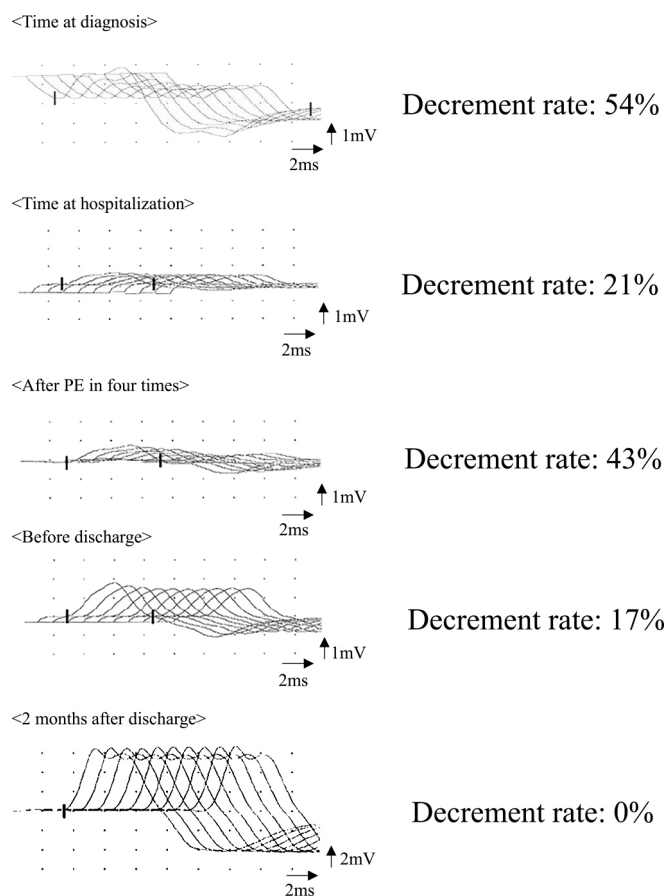 <Time at diagnosis>
Decrement rate: 54%
1mV
2ms
<Time at hospitalization>
Decrement rate: 21%
1mV
2ms
<After PE in four times>
Decrement rate: 43%
1mV
2ms
<Before discharge>
Decrement rate: 17%
1mV
2ms
<2 months after discharge>
Decrement rate: 0%
2mV
2ms